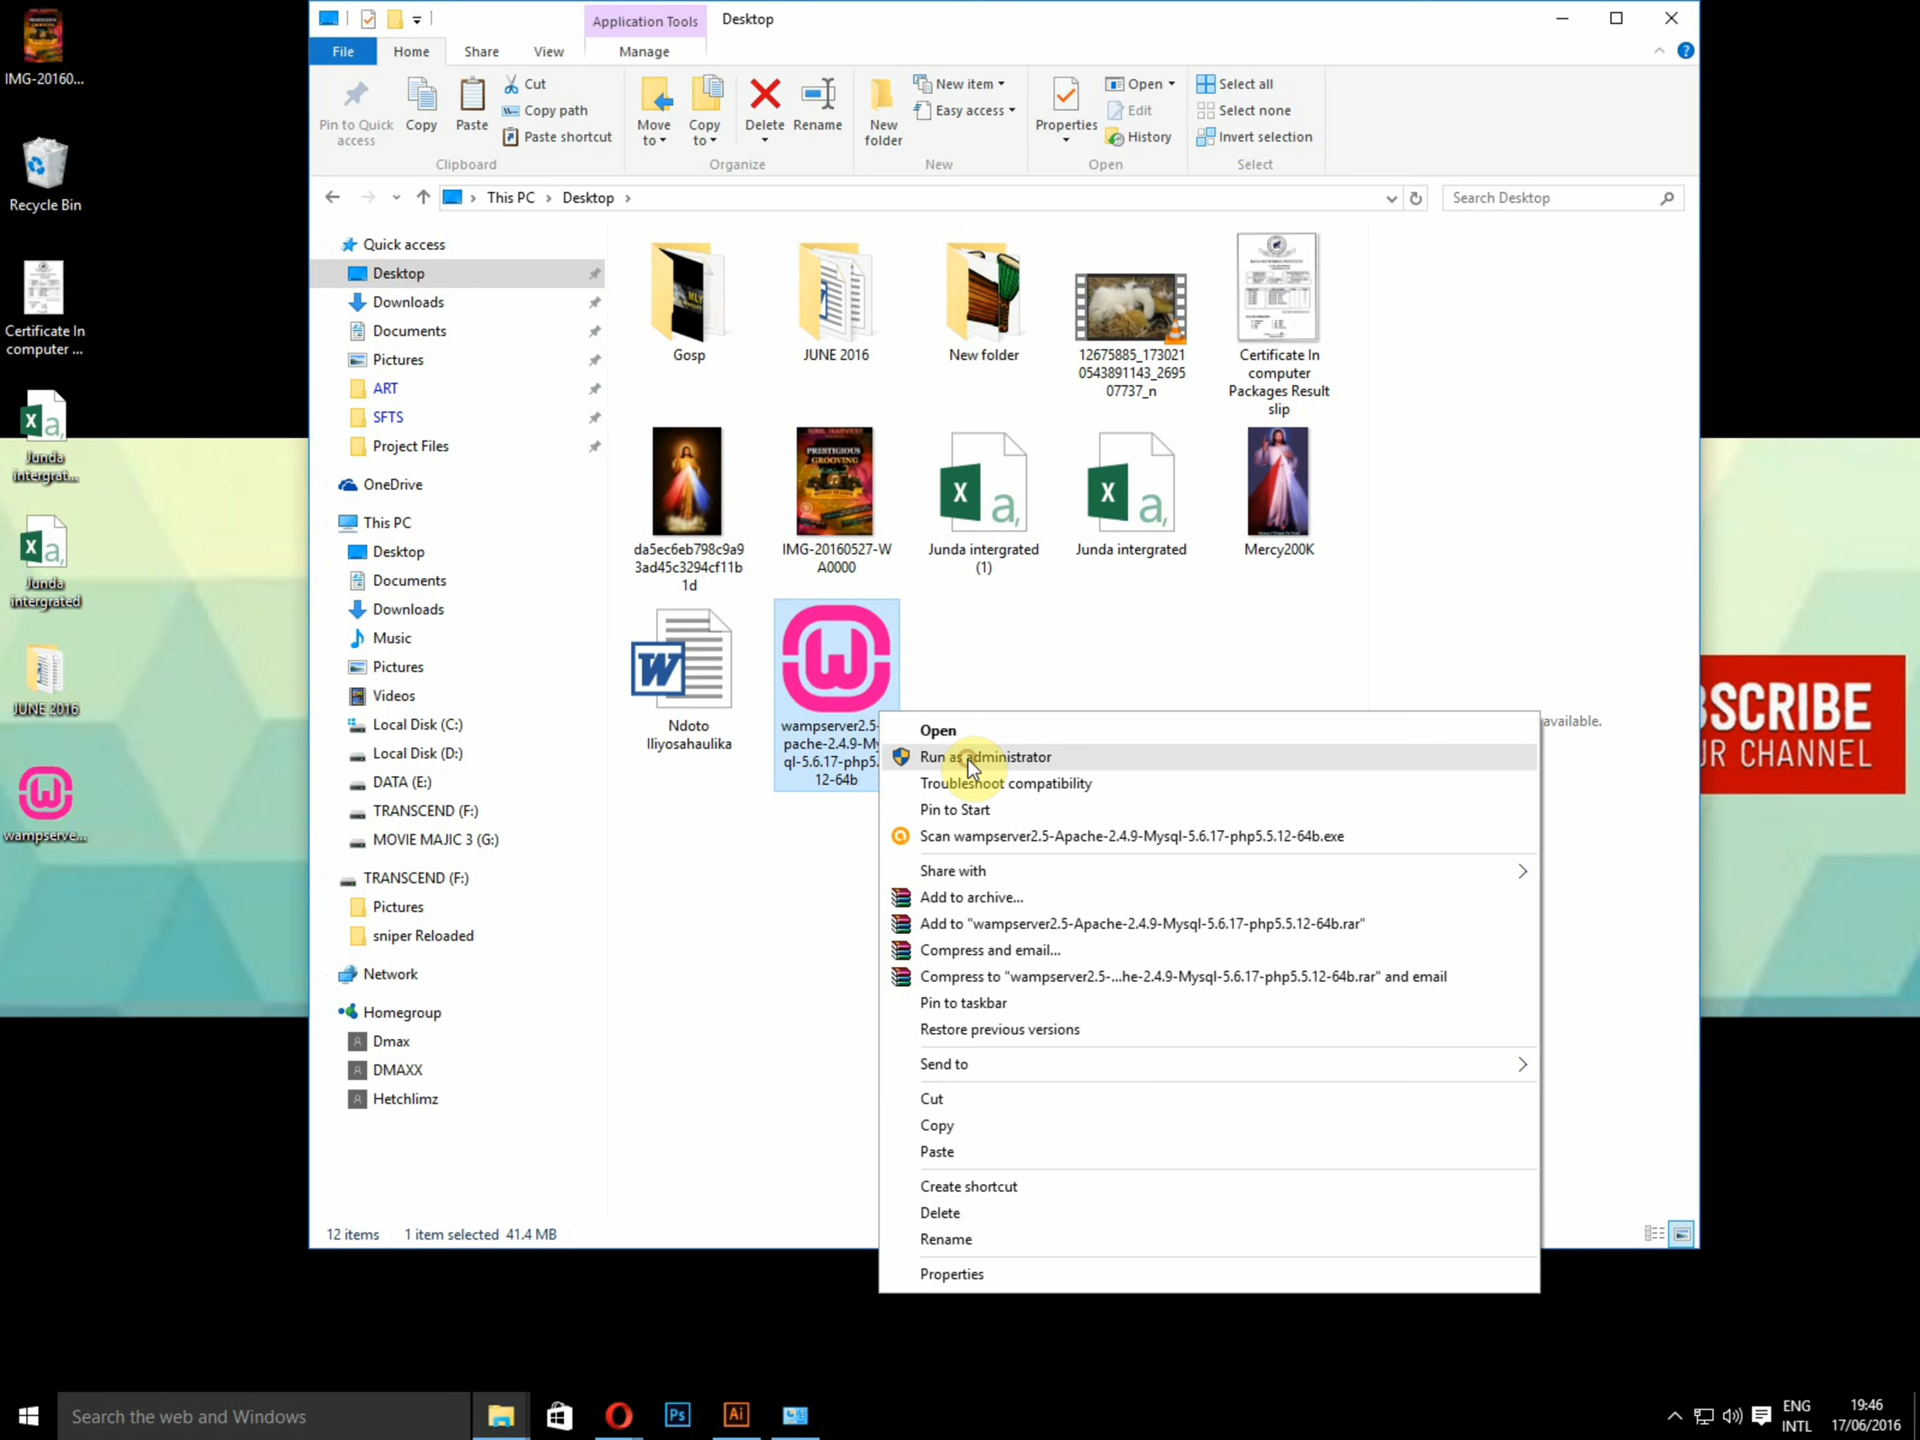 Application Tools
Desktop
File
Home
Share
View
Manage
Pin to Quick
access
Copy
Paste
Cut
Copy path
Paste shortcut
Clipboard
Move
to
Copy
to
Delete
Rename
Organize
New
folder
New item
Easy access
New
Properties
Open
Edit
History
Open
Select all
Select none
Invert selection
Select
This PC
Desktop
Search Desktop
IMG-20160...
Recycle Bin
Certificate In
computer ...
Junda
intergrat...
Junda
intergrated
JUNE 2016
wampserve...
Quick access
Desktop
Downloads
Documents
Pictures
ART
SFTS
Project Files
OneDrive
This PC
Desktop
Documents
Downloads
Music
Pictures
Videos
Local Disk (C:)
Local Disk (D:)
DATA (E:)
TRANSCEND (F:)
MOVIE MAJIC 3 (G:)
TRANSCEND (F:)
Pictures
sniper Reloaded
Network
Homegroup
Dmax
DMAXX
Hetchlimz
Gosp
JUNE 2016
New folder
12675885_173021
0543891143_2695
07737_n
Certificate In
computer
Packages Result
slip
da5ec6eb798c9a9
3ad45c3294cf11b
1d
PRESTIGIOUS
GROOVING
IMG-20160527-W
A0000
Junda intergrated
(1)
Junda intergrated
Mercy200K
Ndoto
Iliyosahaulika
wampserver2.5-
pache-2.4.9-My
ql-5.6.17-php5.
12-64b
available.
Open
Run as administrator
Troubleshoot compatibility
Pin to Start
Scan wampserver2.5-Apache-2.4.9-Mysql-5.6.17-php5.5.12-64b.exe
Share with
Add to archive...
Add to "wampserver2.5-Apache-2.4.9-Mysql-5.6.17-php5.5.12-64b.rar"
Compress and email...
Compress to "wampserver2.5-...he-2.4.9-Mysql-5.6.17-php5.5.12-64b.rar" and email
Pin to taskbar
Restore previous versions
Send to
Cut
Copy
Paste
Create shortcut
Delete
Rename
Properties
BSCRIBE
UR CHANNEL
12 items
1 item selected 41.4 MB
Search the web and Windows
Ps
Ai
ENG
INTL
19:46
17/06/2016